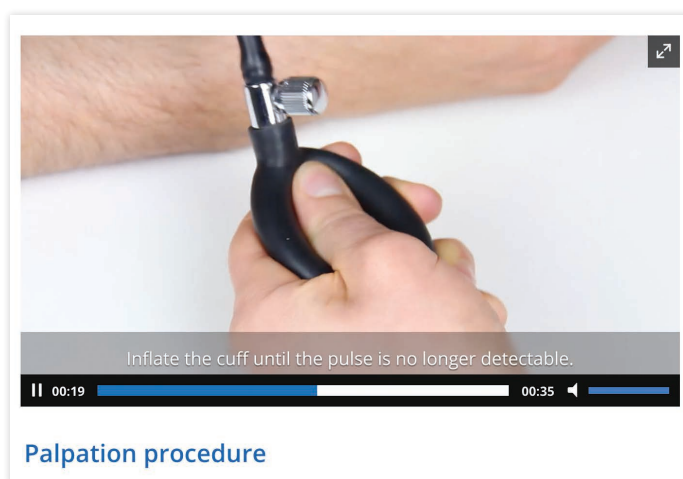 Inflate the cuff until the pulse is no longer detectable.
00:19 00:35
Palpation procedure